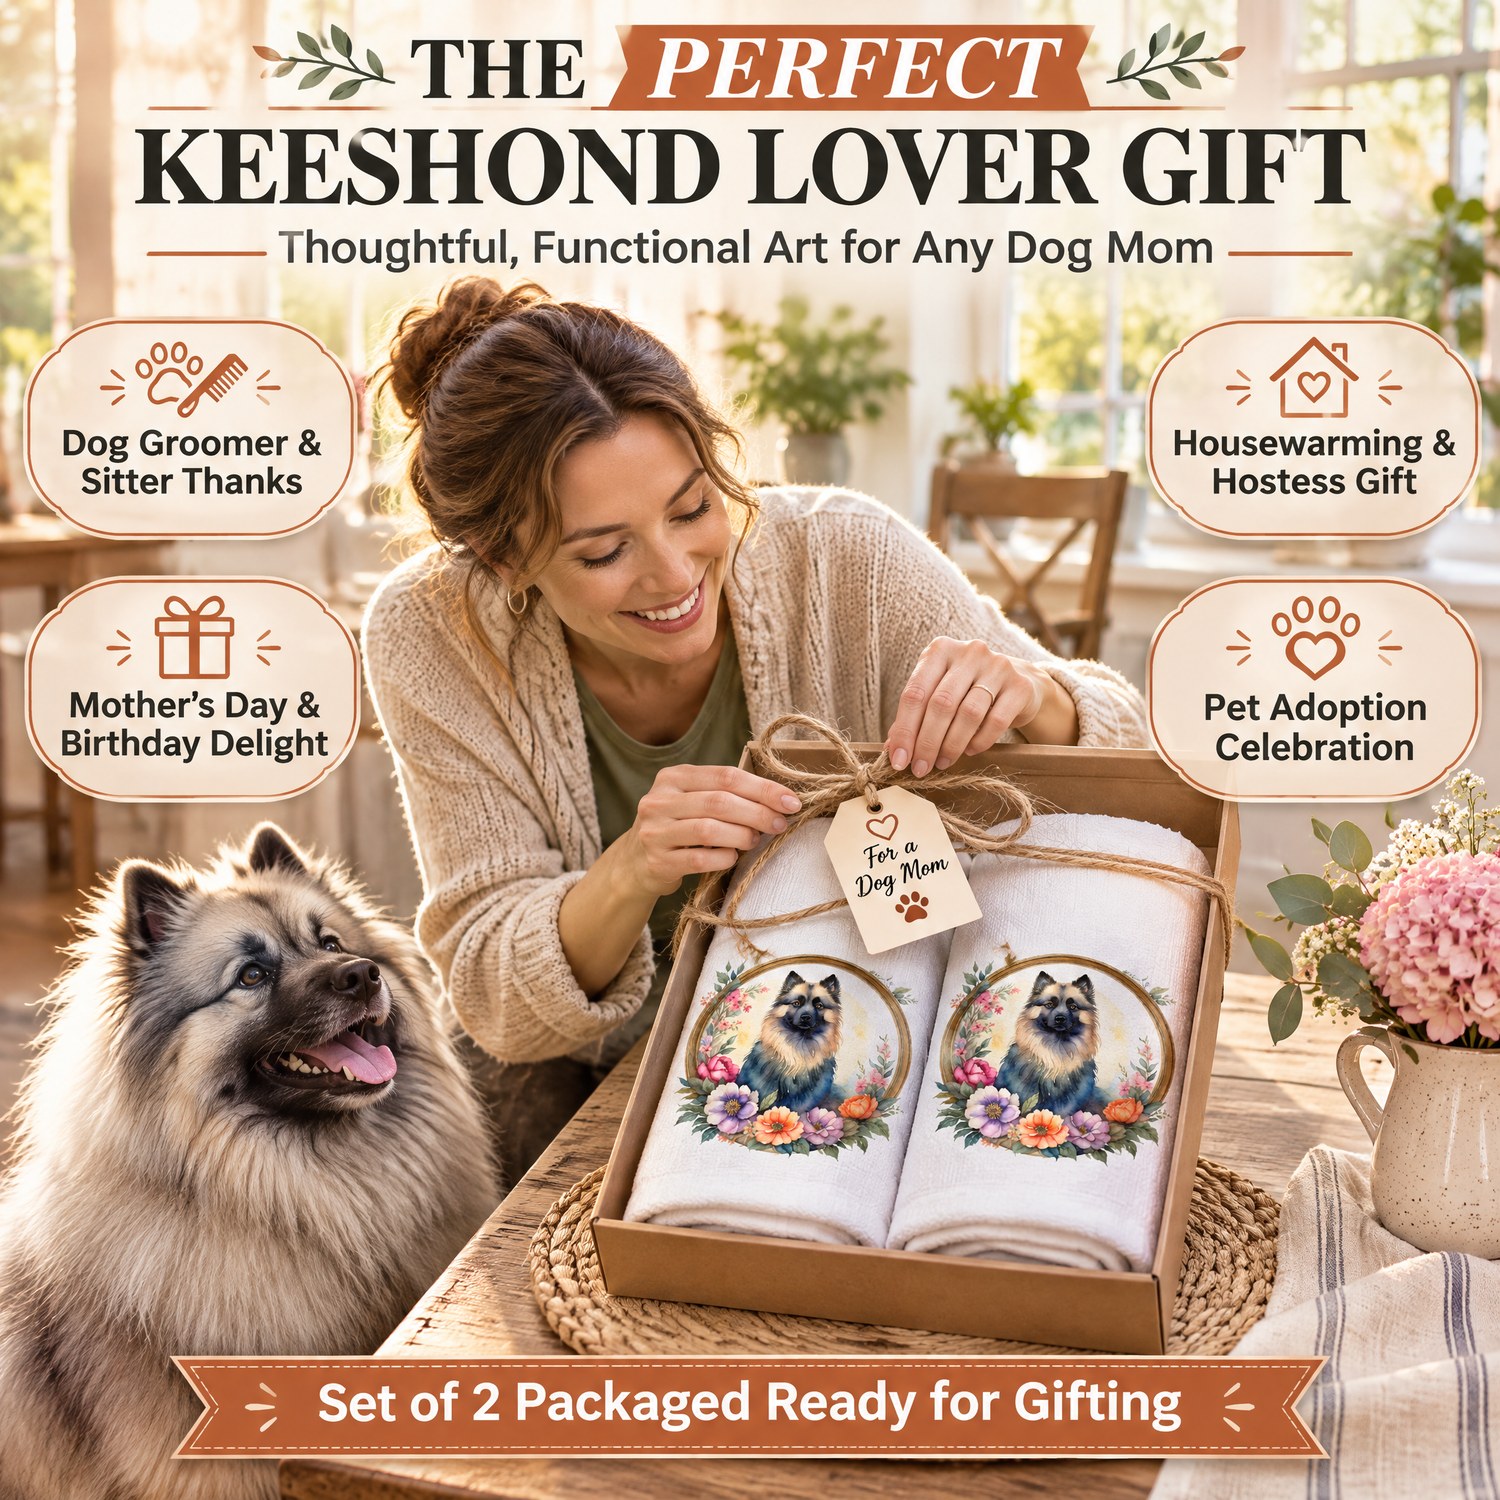 THE PERFECT
KEESHOND LOVER GIFT
Thoughtful, Functional Art for Any Dog Mom
Dog Groomer &
Sitter Thanks
Housewarming &
Hostess Gift
Mother's Day &
Birthday Delight
Pet Adoption
Celebration
For a
Dog Mom
Set of 2 Packaged Ready for Gifting